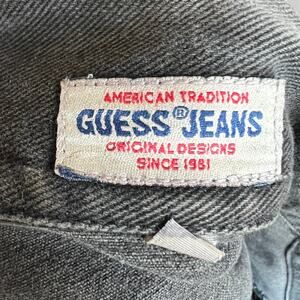 AMERICAN TRADITION
GUESS® JEANS
ORIGINAL DESIGNS
SINCE 1981